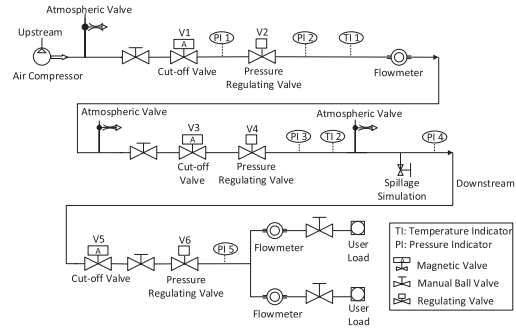 Atmospheric Valve
Upstream
Air Compressor
V1
A
Cut-off Valve
PI 1
V2
Pressure
Regulating Valve
PI 2
TI 1
Flowmeter
Atmospheric Valve
V3
A
Cut-off
Valve
V4
Pressure
Regulating Valve
PI 3
TI 2
Atmospheric Valve
PI 4
Spillage
Simulation
Downstream
V5
A
Cut-off Valve
V6
Pressure
Regulating Valve
PI 5
Flowmeter
User
Load
Flowmeter
User
Load
TI: Temperature Indicator
PI: Pressure Indicator
Magnetic Valve
Manual Ball Valve
Regulating Valve